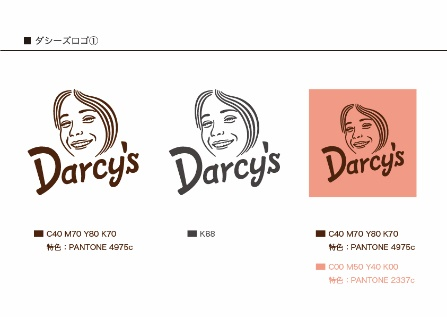 ■ ダシーズロゴ①
Darcy's
Darcy's
Darcy's
C40 M70 Y80 K70
特色：PANTONE 4975c
K88
C40 M70 Y80 K70
特色：PANTONE 4975c
C00 M50 Y40 K00
特色：PANTONE 2337c